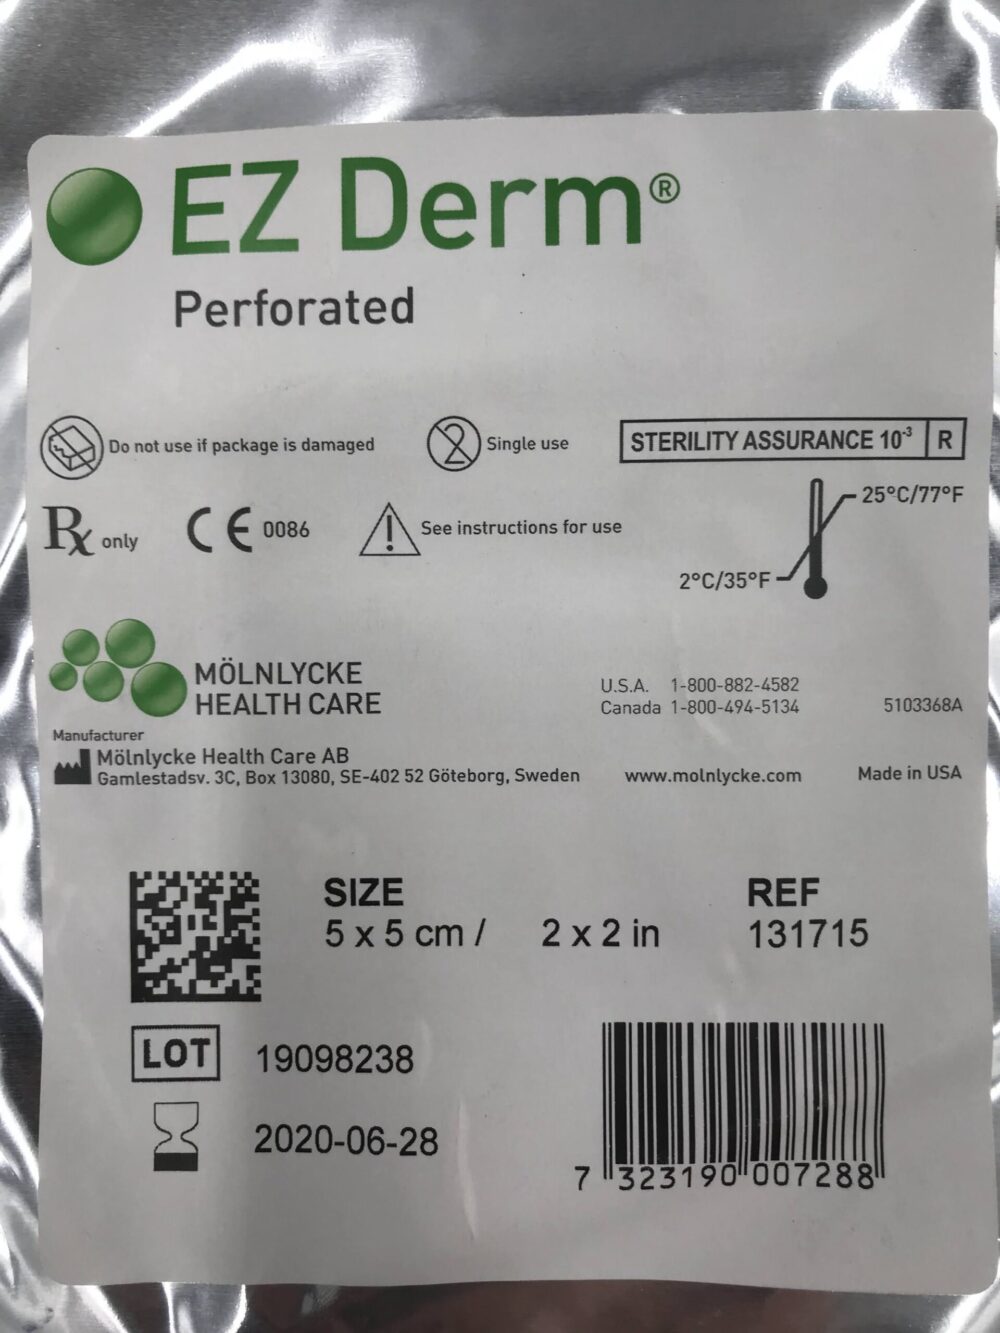 EZ Derm®
Perforated
Do not use if package is damaged
2
Single use
STERILITY ASSURANCE 10⁻³ R
Rx only
CE 0086
! See instructions for use
25°C/77°F
2°C/35°F
MÖLNLYCKE
HEALTH CARE
U.S.A. 1-800-882-4582
Canada 1-800-494-5134
5103368A
Manufacturer
Mölnlycke Health Care AB
Gamlestadsv. 3C, Box 13080, SE-402 52 Göteborg, Sweden
www.molnlycke.com
Made in USA
SIZE
5 x 5 cm / 2 x 2 in
REF
131715
LOT 19098238
2020-06-28
7 323190 007288